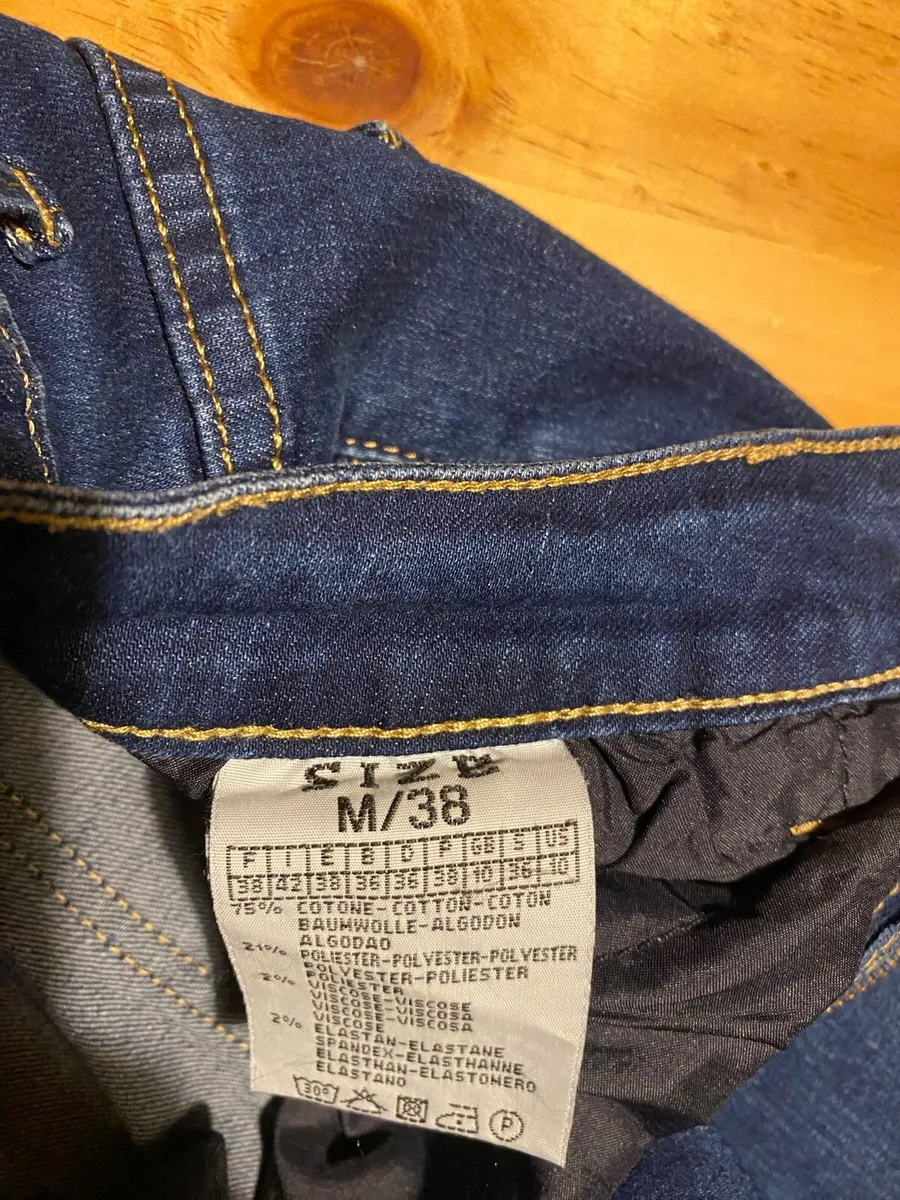 SIZE
M/38
F I E B D P GB S US
38 42 38 36 36 38 10 36 10
75% COTONE-COTTON-COTON
BAUMWOLLE-ALGODON
ALGODAO
21% POLIESTER-POLYESTER-POLYESTER
POLYESTER-POLIESTER
POLIESTER
2% VISCOSE-VISCOSE
VISCOSE-VISCOSA
VISCOSE-VISCOSA
2% ELASTAN-ELASTANE
SPANDEX-ELASTHANNE
ELASTHAN-ELASTOMERO
ELASTANO
30° P